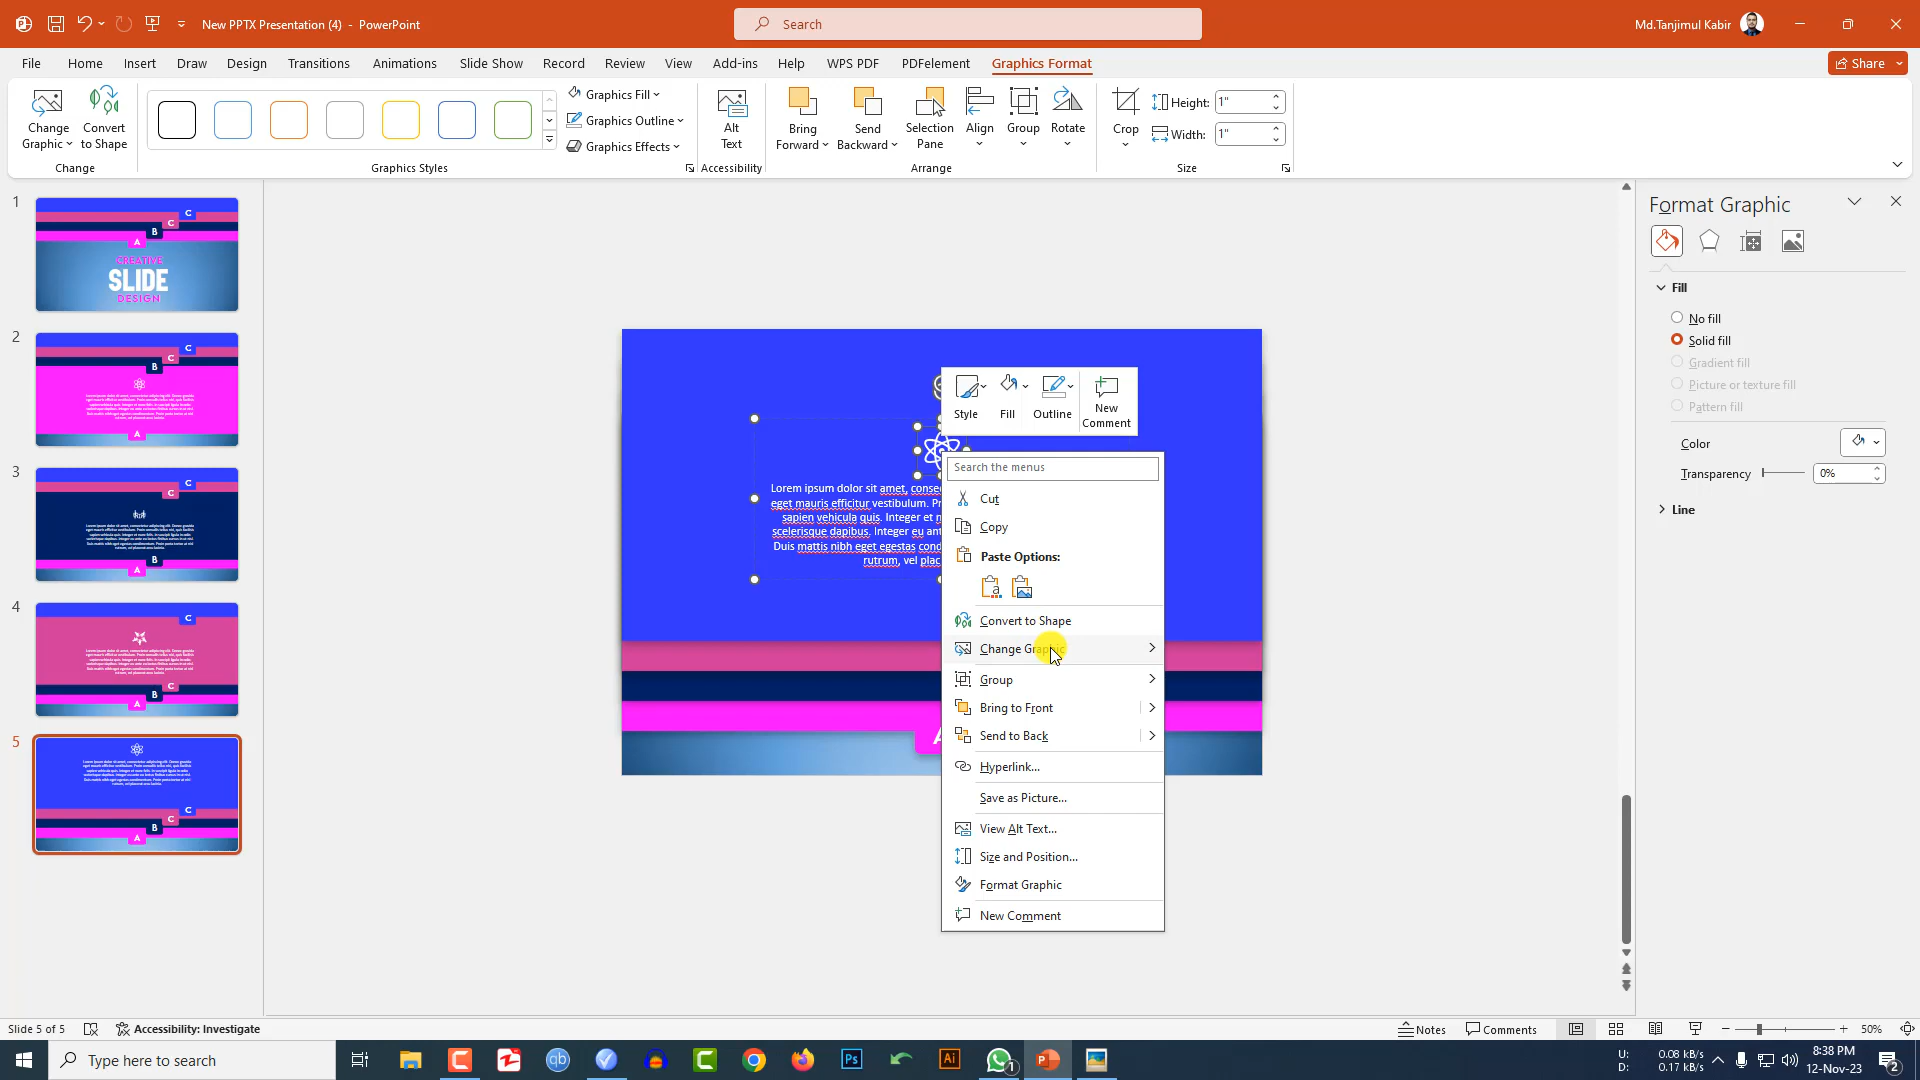 New PPTX Presentation (4) - PowerPoint
Search
Md.Tanjimul Kabir
File Home Insert Draw Design Transitions Animations Slide Show Record Review View Add-ins Help WPS PDF PDFelement Graphics Format
Share
Change Graphic
Convert to Shape
Graphics Fill
Graphics Outline
Graphics Effects
Alt Text
Bring Forward
Send Backward
Selection Pane
Align
Group
Rotate
Crop
Height: 1"
Width: 1"
Change
Graphics Styles
Accessibility
Arrange
Size
1
C
C
B
A
CREATIVE
SLIDE
DESIGN
2
C
C
B
A
3
C
C
B
A
4
C
C
B
A
5
C
C
B
A
Lorem ipsum dolor sit amet, consec
eget mauris efficitur vestibulum. Pr
sapien vehicula quis. Integer et
scelerisque dapibus. Integer eu ant
Duis mattis nibh eget egestas cond
rutrum, vel plac
Style
Fill
Outline
New Comment
Search the menus
Cut
Copy
Paste Options:
Convert to Shape
Change Graphic
Group
Bring to Front
Send to Back
Hyperlink...
Save as Picture...
View Alt Text...
Size and Position...
Format Graphic
New Comment
Format Graphic
Fill
No fill
Solid fill
Gradient fill
Picture or texture fill
Pattern fill
Color
Transparency 0%
Line
Slide 5 of 5
Accessibility: Investigate
Notes
Comments
50%
Type here to search
U: 0.08 kB/s
D: 0.17 kB/s
8:38 PM
12-Nov-23
2